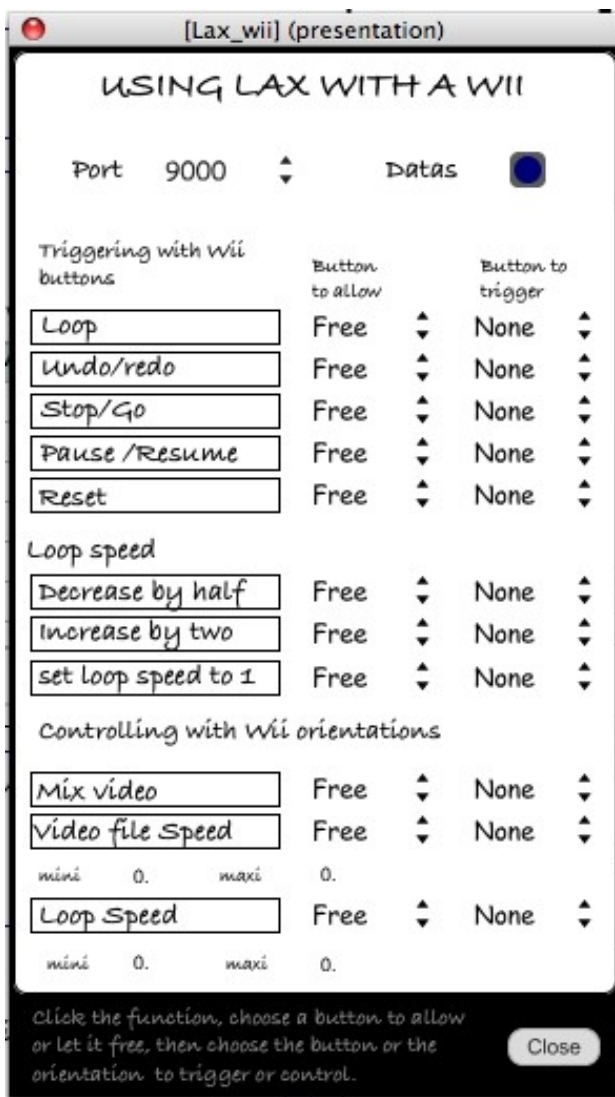 [Lax_wii] (presentation)
USING LAX WITH A WII
Port 9000 Datas
Triggering with Wii
buttons
Button
to allow
Button to
trigger
Loop Free None
Undo/redo Free None
Stop/Go Free None
Pause /Resume Free None
Reset Free None
Loop speed
Decrease by half Free None
Increase by two Free None
set loop speed to 1 Free None
Controlling with Wii orientations
Mix video Free None
Video file Speed Free None
mini 0. maxi 0.
Loop Speed Free None
mini 0. maxi 0.
Click the function, choose a button to allow
or let it free, then choose the button or the
orientation to trigger or control.
Close